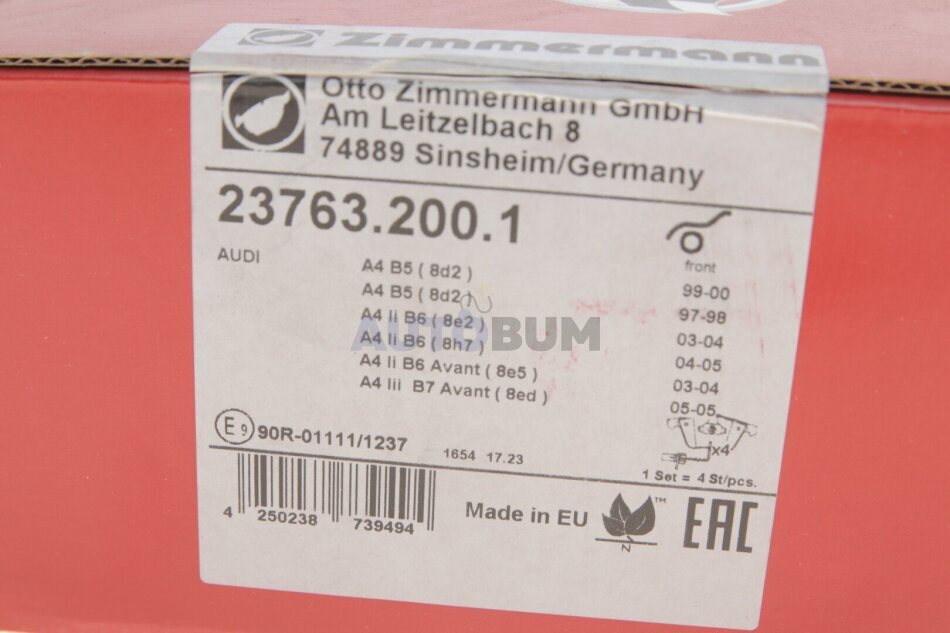 Zimmermann
Otto Zimmermann GmbH
Am Leitzelbach 8
74889 Sinsheim/Germany
23763.200.1
front
AUDI
A4 B5 ( 8d2 ) 99-00
A4 B5 ( 8d2 ) 97-98
A4 Ii B6 ( 8e2 ) 03-04
AUTOBUM
A4 Ii B6 ( 8h7 ) 04-05
A4 Ii B6 Avant ( 8e5 ) 03-04
A4 Iii B7 Avant ( 8ed ) 05-05
x4
E9 90R-01111/1237
1654 17.23
1 Set = 4 St/pcs.
4 250238 739494
Made in EU
TM
N
EAC